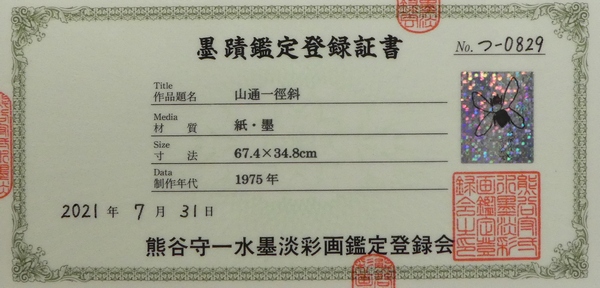 墨蹟鑑定登録証書
No. つ-0829
Title
作品題名 山通一徑斜
Media
材質 紙・墨
Size
寸法 67.4×34.8cm
Data
制作年代 1975年
2021年 7月 31日
熊谷守一水墨淡彩画鑑定登録会